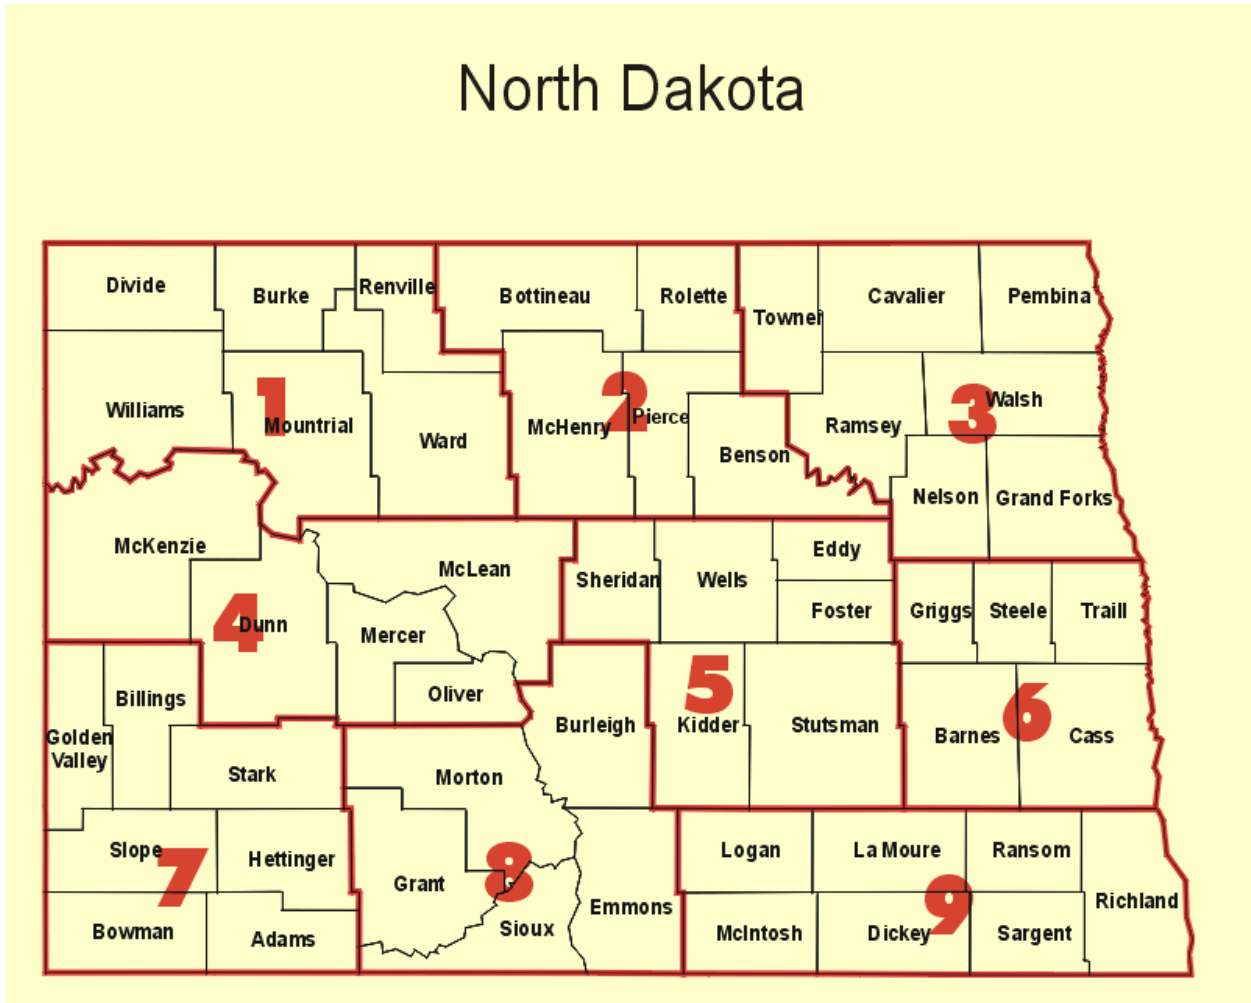 North Dakota
Divide
Burke
Renville
Bottineau
Rolette
Towner
Cavalier
Pembina
Williams
1
Mountrial
Ward
McHenry
2
Pierce
Benson
Ramsey
3
Walsh
Nelson
Grand Forks
McKenzie
4
Dunn
McLean
Mercer
Oliver
Sheridan
Wells
Eddy
Foster
Griggs
Steele
Traill
Golden
Valley
Billings
Stark
Morton
Burleigh
5
Kidder
Stutsman
Barnes
6
Cass
Slope
7
Hettinger
Bowman
Adams
Grant
8
Sioux
Emmons
Logan
La Moure
Ransom
Richland
McIntosh
Dickey
9
Sargent